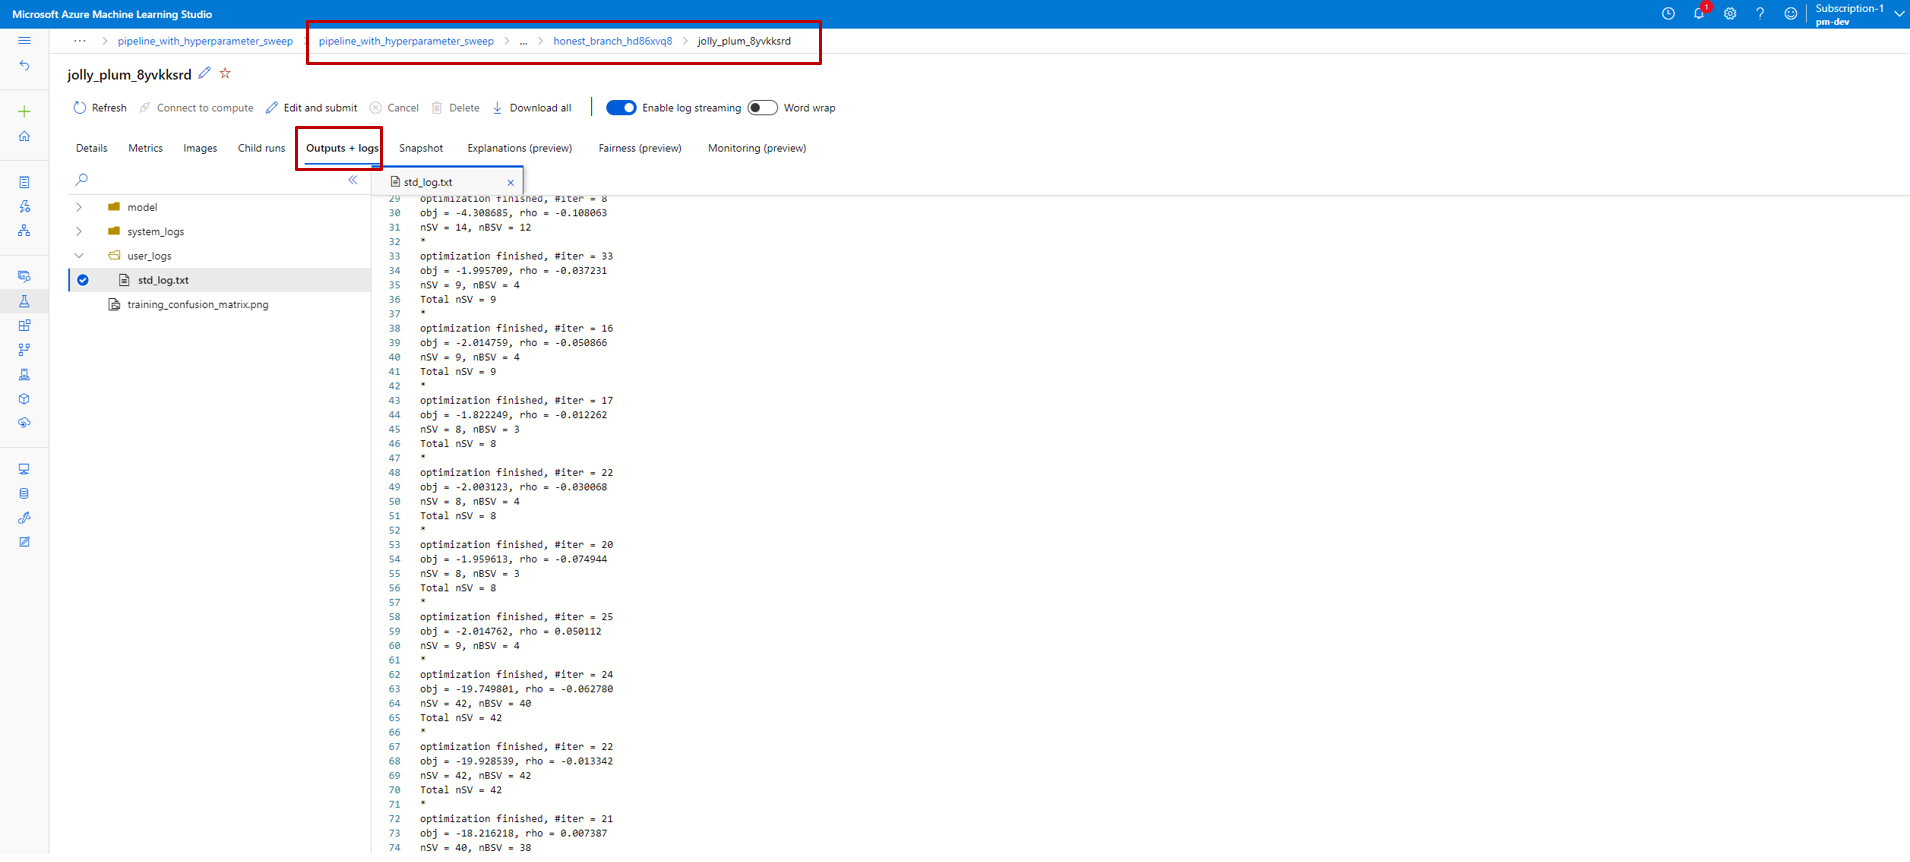 Microsoft Azure Machine Learning Studio
1
Subscription-1
pm-dev
... > pipeline_with_hyperparameter_sweep > pipeline_with_hyperparameter_sweep > ... > honest_branch_hd86xvq8 > jolly_plum_8yvkksrd
jolly_plum_8yvkksrd
Refresh Connect to compute Edit and submit Cancel Delete Download all Enable log streaming Word wrap
Details Metrics Images Child runs Outputs + logs Snapshot Explanations (preview) Fairness (preview) Monitoring (preview)
model
system_logs
user_logs
std_log.txt
training_confusion_matrix.png
std_log.txt
29 optimization finished, #iter = 8
30 obj = -4.308685, rho = -0.108063
31 nSV = 14, nBSV = 12
32 *
33 optimization finished, #iter = 33
34 obj = -1.995709, rho = -0.037231
35 nSV = 9, nBSV = 4
36 Total nSV = 9
37 *
38 optimization finished, #iter = 16
39 obj = -2.014759, rho = -0.050866
40 nSV = 9, nBSV = 4
41 Total nSV = 9
42 *
43 optimization finished, #iter = 17
44 obj = -1.822249, rho = -0.012262
45 nSV = 8, nBSV = 3
46 Total nSV = 8
47 *
48 optimization finished, #iter = 22
49 obj = -2.003123, rho = -0.030068
50 nSV = 8, nBSV = 4
51 Total nSV = 8
52 *
53 optimization finished, #iter = 20
54 obj = -1.959613, rho = -0.074944
55 nSV = 8, nBSV = 3
56 Total nSV = 8
57 *
58 optimization finished, #iter = 25
59 obj = -2.014762, rho = 0.050112
60 nSV = 9, nBSV = 4
61 *
62 optimization finished, #iter = 24
63 obj = -19.749801, rho = -0.062780
64 nSV = 42, nBSV = 40
65 Total nSV = 42
66 *
67 optimization finished, #iter = 22
68 obj = -19.928539, rho = -0.013342
69 nSV = 42, nBSV = 42
70 Total nSV = 42
71 *
72 optimization finished, #iter = 21
73 obj = -18.216218, rho = 0.007387
74 nSV = 40, nBSV = 38